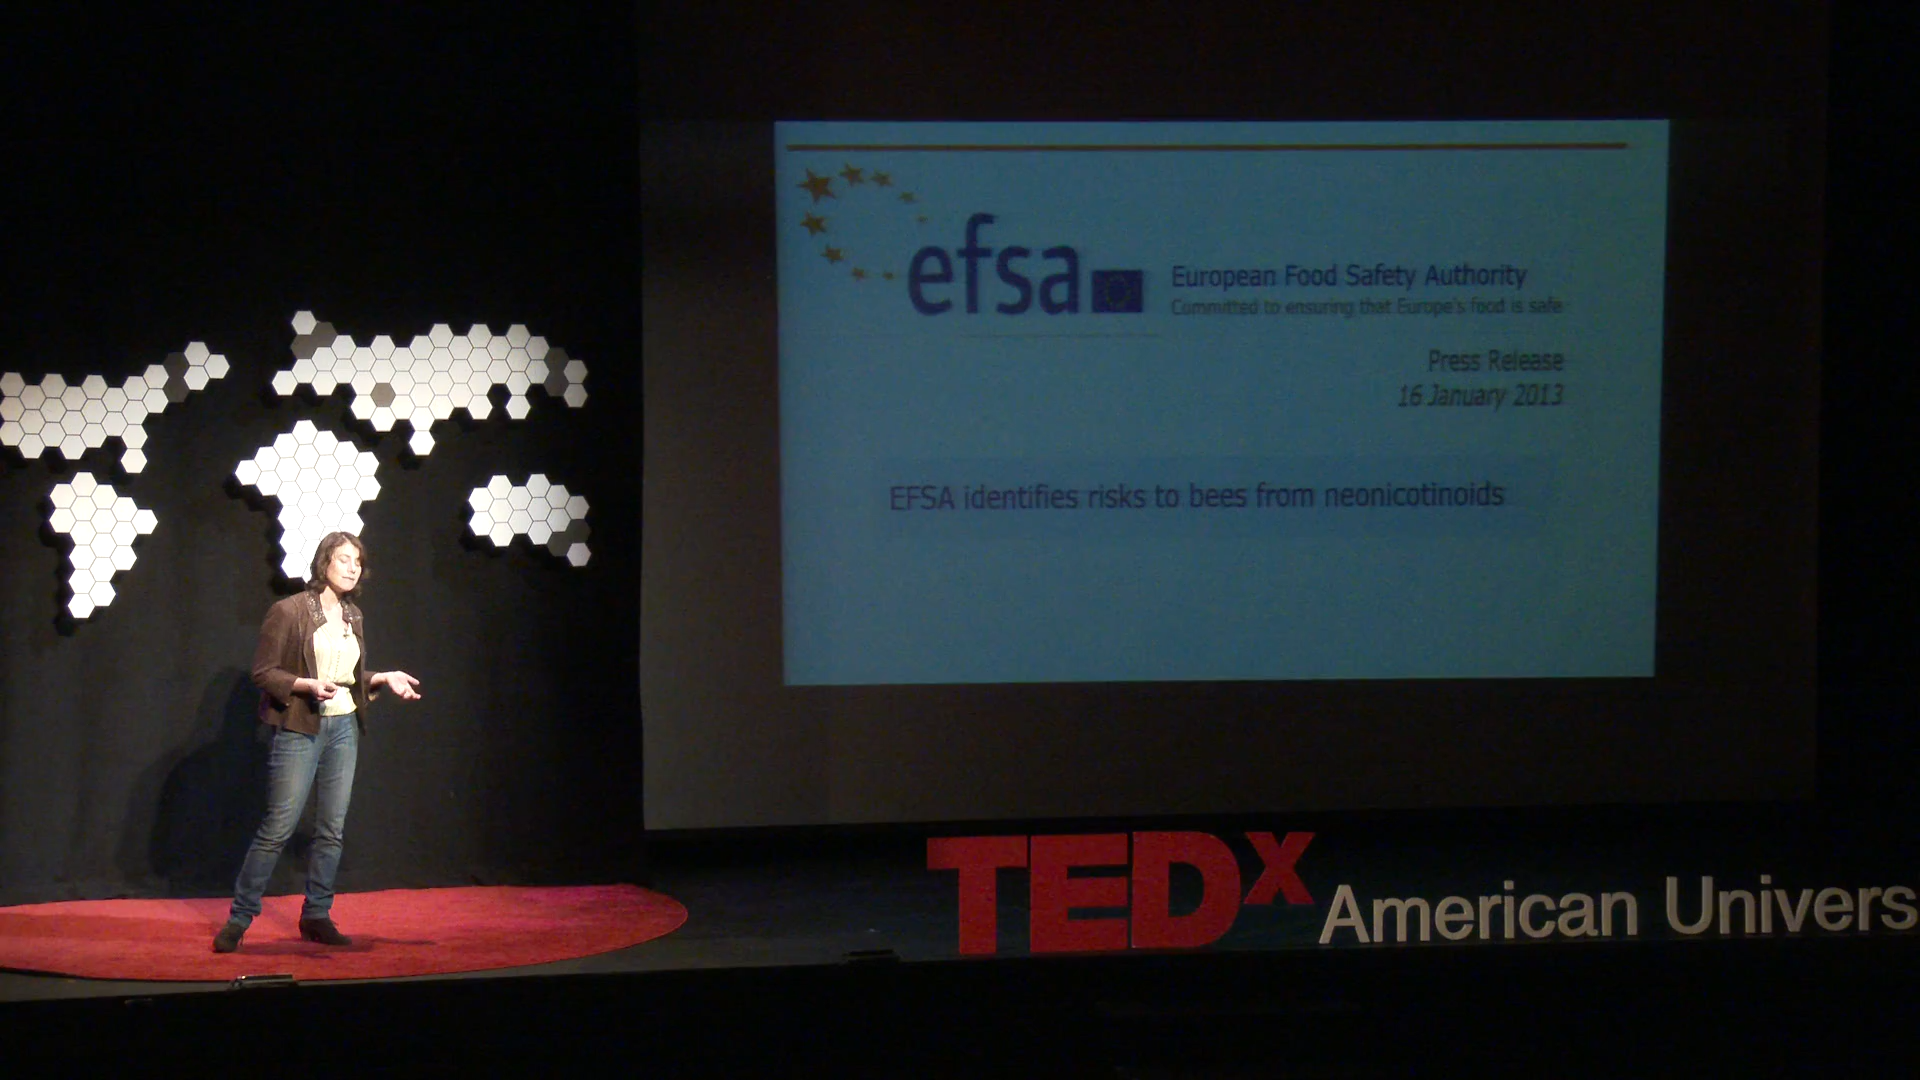 efsa
European Food Safety Authority
Committed to ensuring that Europe's food is safe
Press Release
16 January 2013
EFSA identifies risks to bees from neonicotinoids
TEDx American Univers